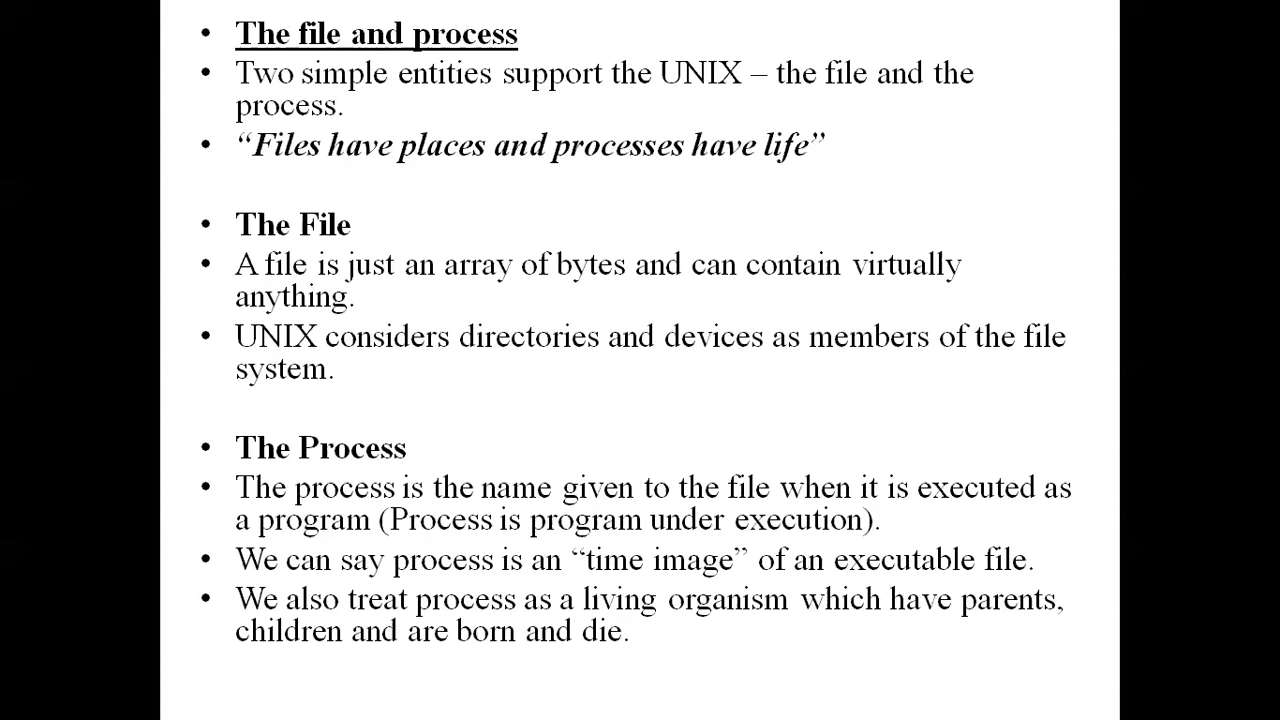 • The file and process
• Two simple entities support the UNIX – the file and the
process.
• “Files have places and processes have life”
• The File
• A file is just an array of bytes and can contain virtually
anything.
• UNIX considers directories and devices as members of the file
system.
• The Process
• The process is the name given to the file when it is executed as
a program (Process is program under execution).
• We can say process is an “time image” of an executable file.
• We also treat process as a living organism which have parents,
children and are born and die.